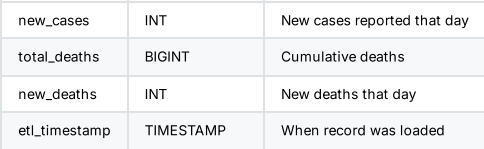 new_cases INT New cases reported that day
total_deaths BIGINT Cumulative deaths
new_deaths INT New deaths that day
etl_timestamp TIMESTAMP When record was loaded